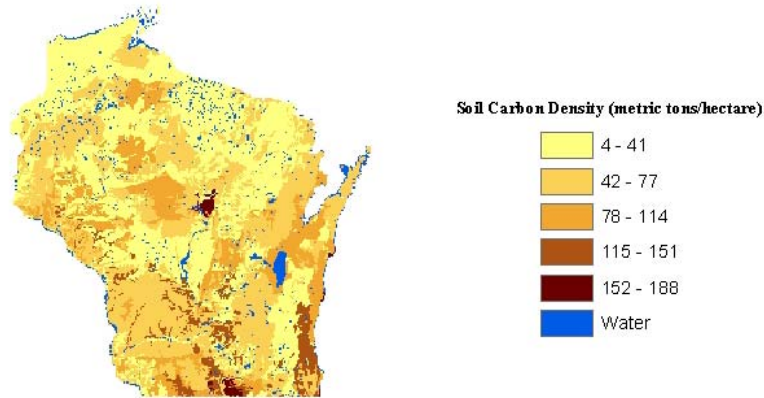 Soil Carbon Density (metric tons/hectare)
4 - 41
42 - 77
78 - 114
115 - 151
152 - 188
Water